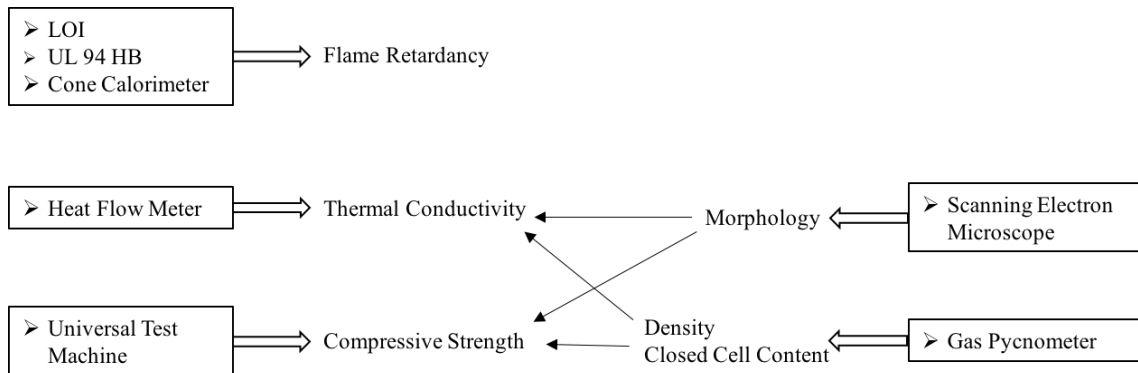 ➢ LOI
➢ UL 94 HB
➢ Cone Calorimeter
Flame Retardancy
➢ Heat Flow Meter
Thermal Conductivity
Morphology
➢ Scanning Electron
Microscope
➢ Universal Test
Machine
Compressive Strength
Density
Closed Cell Content
➢ Gas Pycnometer